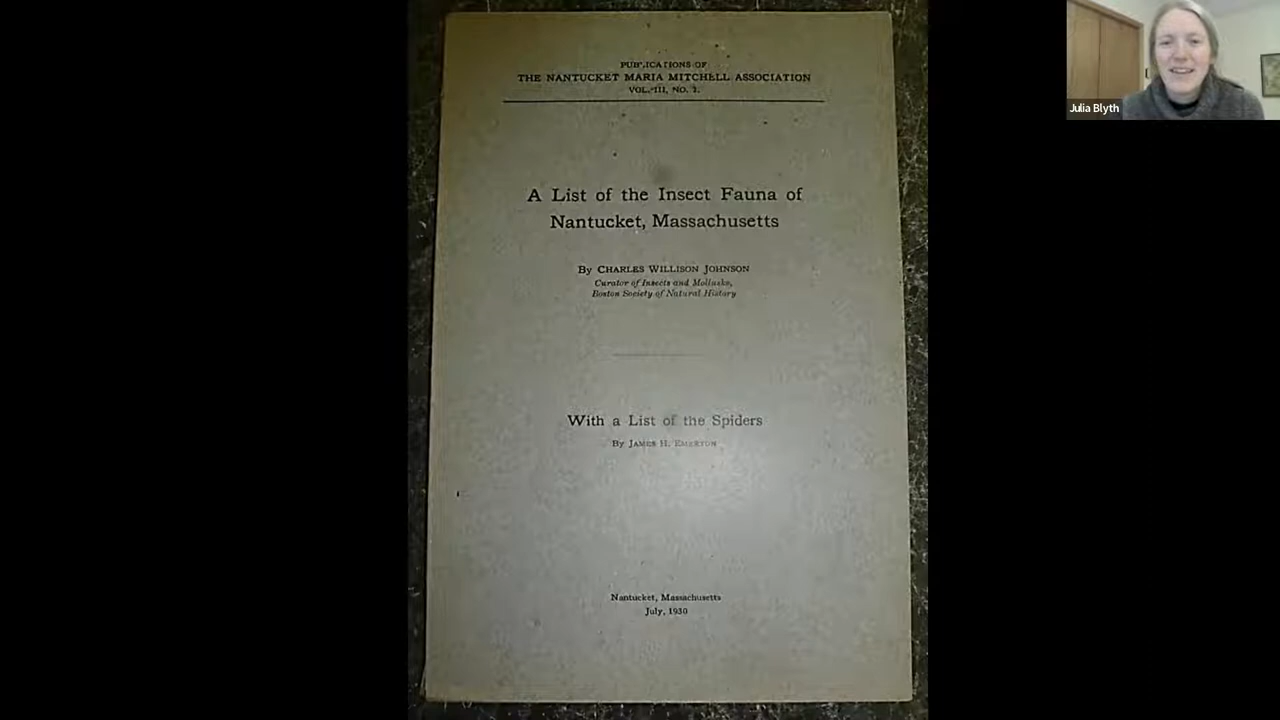 PUBLICATIONS OF
THE NANTUCKET MARIA MITCHELL ASSOCIATION
VOL. III, NO. 2.
A List of the Insect Fauna of
Nantucket, Massachusetts
By CHARLES WILLISON JOHNSON
Curator of Insects and Mollusks,
Boston Society of Natural History
With a List of the Spiders
By JAMES H. EMERTON
Nantucket, Massachusetts
July, 1930
Julia Blyth